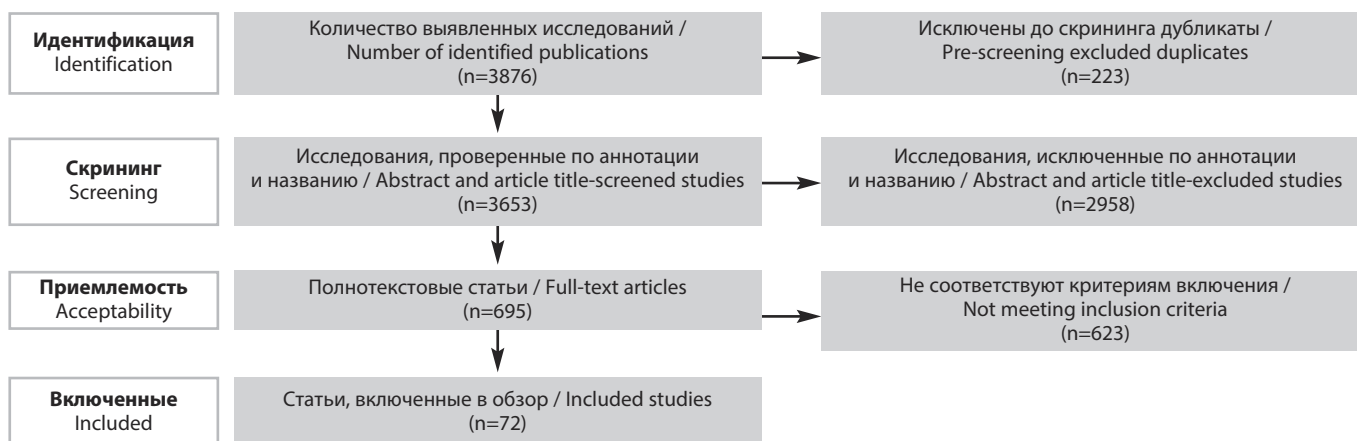 Идентификация
Identification
Количество выявленных исследований /
Number of identified publications
(n=3876)
Исключены до скрининга дубликаты /
Pre-screening excluded duplicates
(n=223)
Скрининг
Screening
Исследования, проверенные по аннотации
и названию / Abstract and article title-screened studies
(n=3653)
Исследования, исключенные по аннотации
и названию / Abstract and article title-excluded studies
(n=2958)
Приемлемость
Acceptability
Полнотекстовые статьи / Full-text articles
(n=695)
Не соответствуют критериям включения /
Not meeting inclusion criteria
(n=623)
Включенные
Included
Статьи, включенные в обзор / Included studies
(n=72)